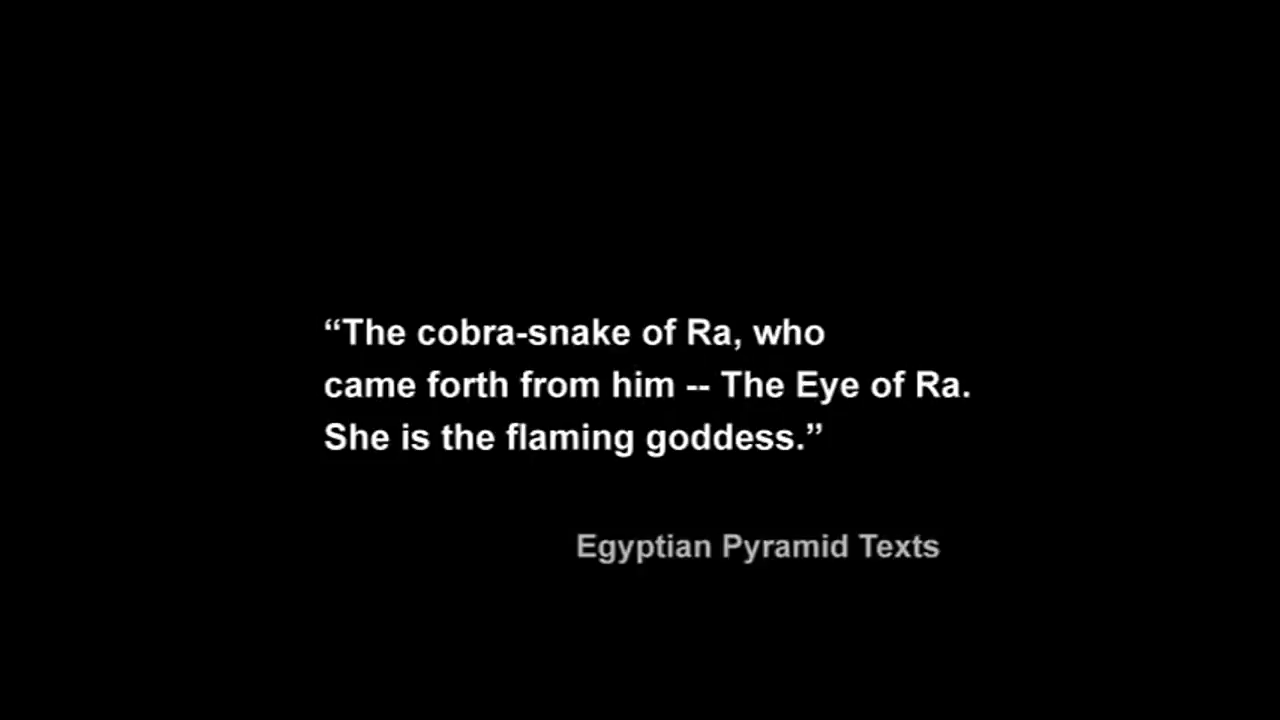 “The cobra-snake of Ra, who
came forth from him -- The Eye of Ra.
She is the flaming goddess.”
Egyptian Pyramid Texts